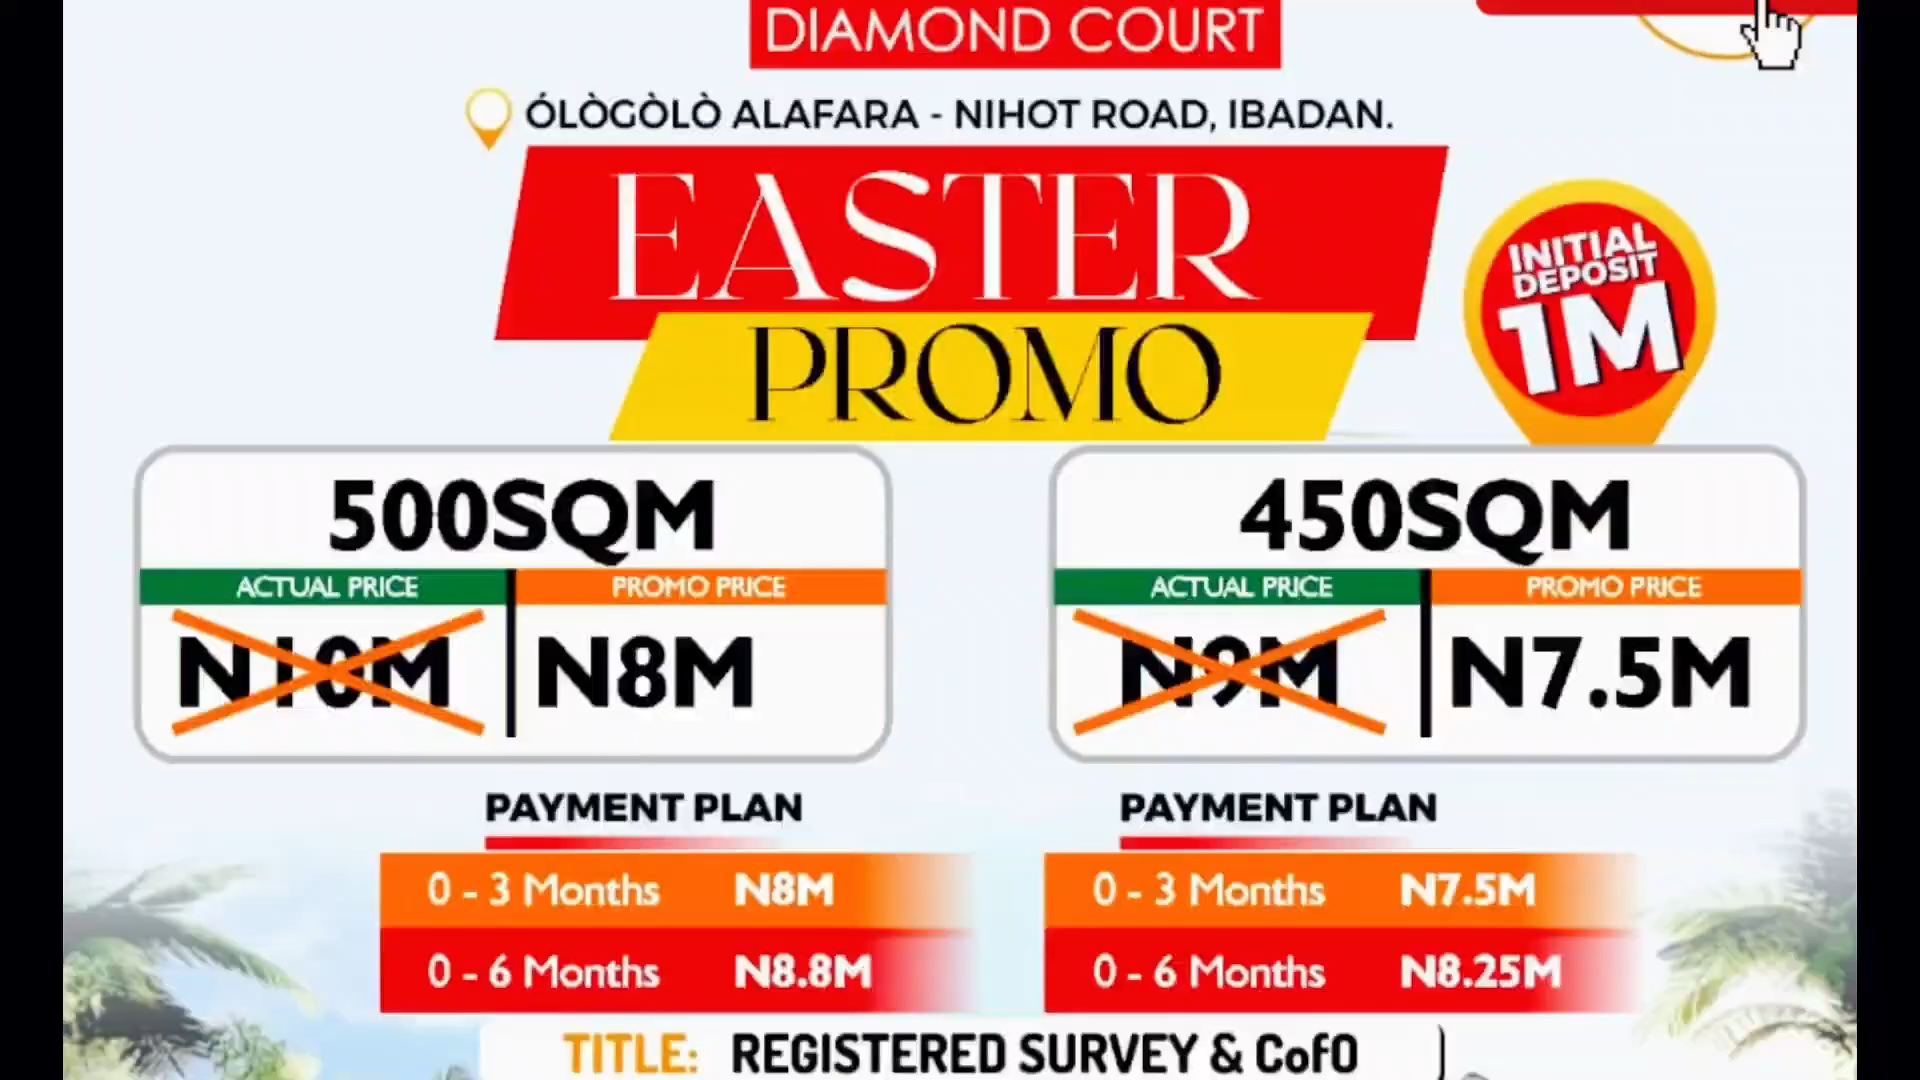 DIAMOND COURT
ÓLÒGÒLÒ ALAFARA - NIHOT ROAD, IBADAN.
EASTER
PROMO
INITIAL
DEPOSIT
1M
500SQM
ACTUAL PRICE PROMO PRICE
N10M N8M
450SQM
ACTUAL PRICE PROMO PRICE
N9M N7.5M
PAYMENT PLAN
0 - 3 Months N8M
0 - 6 Months N8.8M
PAYMENT PLAN
0 - 3 Months N7.5M
0 - 6 Months N8.25M
TITLE: REGISTERED SURVEY & CofO